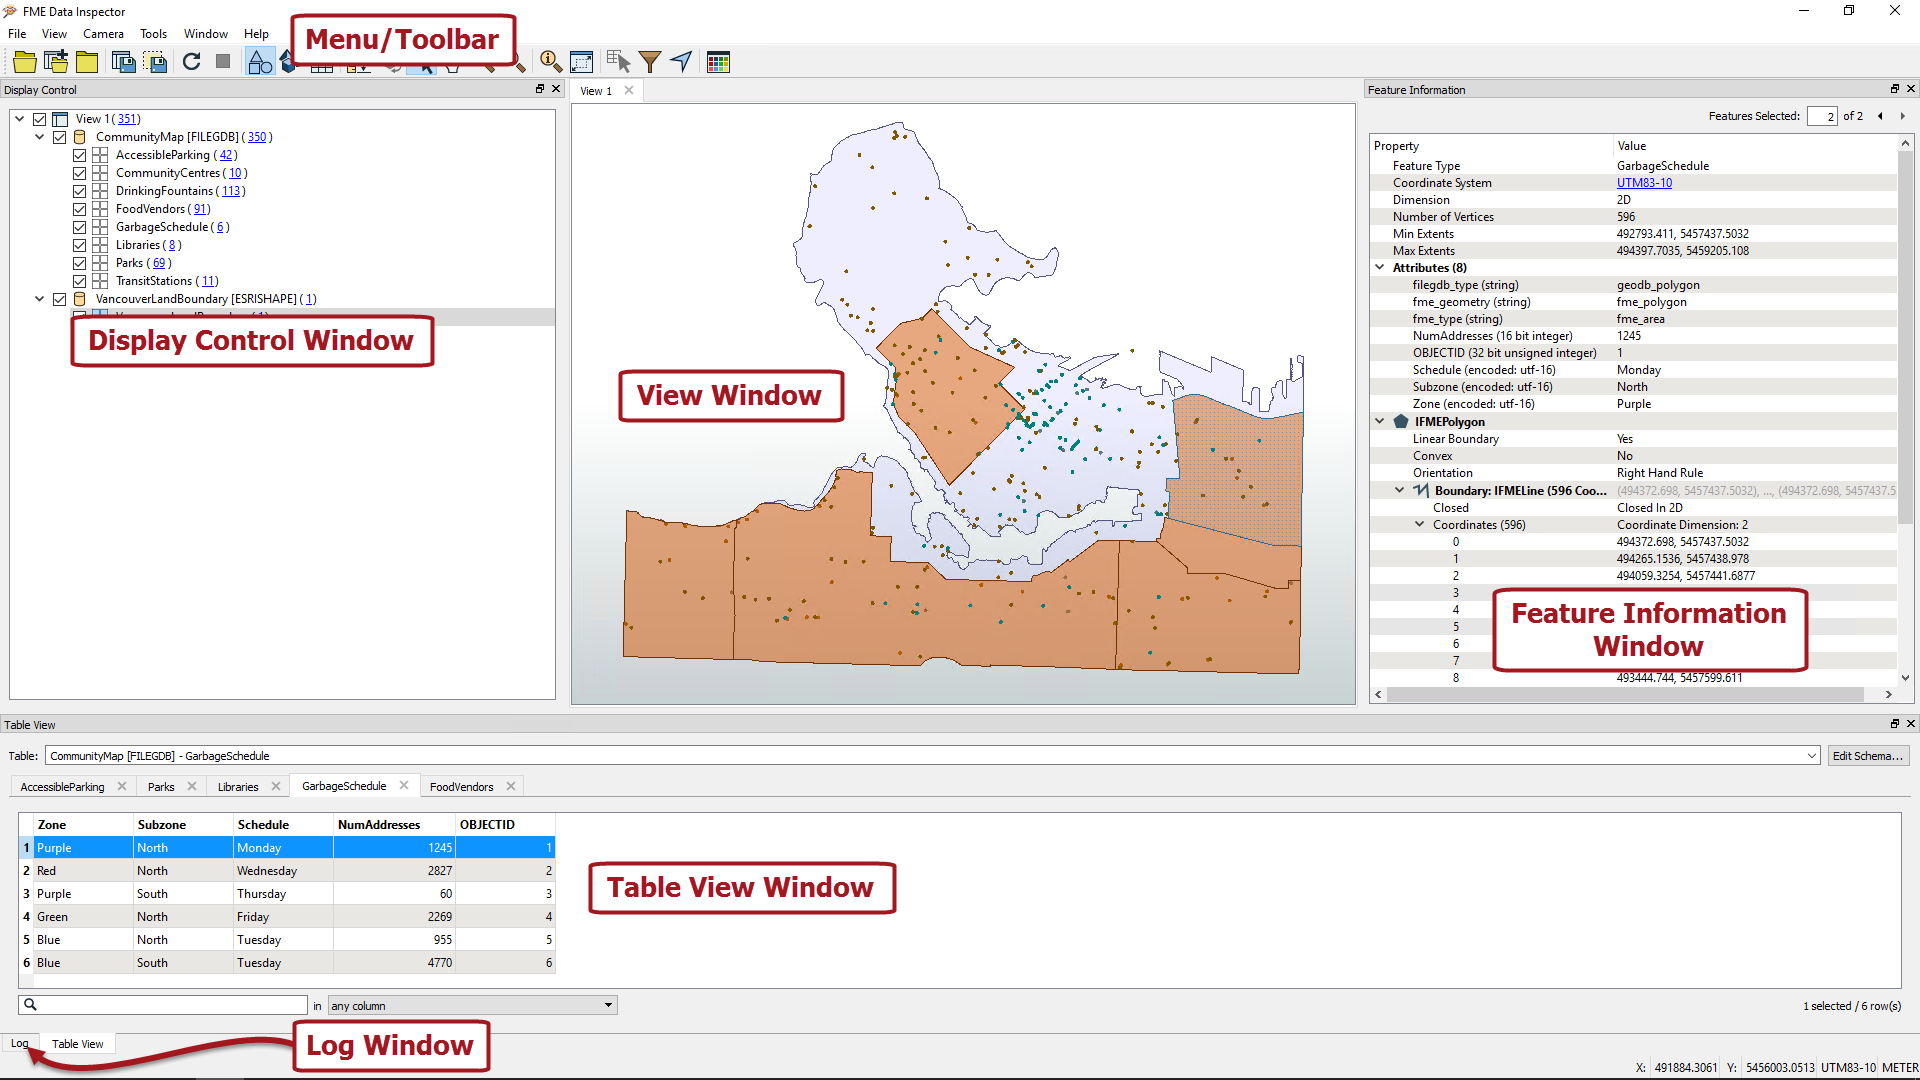 FME Data Inspector
File View Camera Tools Window Help
Menu/Toolbar
Display Control
View 1 (351)
CommunityMap [FILEGDB] (350)
AccessibleParking (42)
CommunityCentres (10)
DrinkingFountains (113)
FoodVendors (91)
GarbageSchedule (6)
Libraries (8)
Parks (69)
TransitStations (11)
VancouverLandBoundary [ESRISHAPE] (1)
Display Control Window
View 1
View Window
Feature Information
Features Selected: 2 of 2
Property Value
Feature Type GarbageSchedule
Coordinate System UTM83-10
Dimension 2D
Number of Vertices 596
Min Extents 492793.411, 5457437.5032
Max Extents 494397.7035, 5459205.108
Attributes (8)
filegdb_type (string) geodb_polygon
fme_geometry (string) fme_polygon
fme_type (string) fme_area
NumAddresses (16 bit integer) 1245
OBJECTID (32 bit unsigned integer) 1
Schedule (encoded: utf-16) Monday
Subzone (encoded: utf-16) North
Zone (encoded: utf-16) Purple
IFMEPolygon
Linear Boundary Yes
Convex No
Orientation Right Hand Rule
Boundary: IFMELine (596 Coo... (494372.698, 5457437.5032), ..., (494372.698, 5457437.5
Closed Closed In 2D
Coordinates (596) Coordinate Dimension: 2
0 494372.698, 5457437.5032
1 494265.1536, 5457438.978
2 494059.3254, 5457441.6877
3
4
5
6
7
8 493444.744, 5457599.611
Feature Information
Window
Table View
Table: CommunityMap [FILEGDB] - GarbageSchedule Edit Schema...
AccessibleParking Parks Libraries GarbageSchedule FoodVendors
Zone Subzone Schedule NumAddresses OBJECTID
1 Purple North Monday 1245 1
2 Red North Wednesday 2827 2
3 Purple South Thursday 60 3
4 Green North Friday 2269 4
5 Blue North Tuesday 955 5
6 Blue South Tuesday 4770 6
Table View Window
in any column 1 selected / 6 row(s)
Log Table View
Log Window
X: 491884.3061 Y: 5456003.0513 UTM83-10 METER